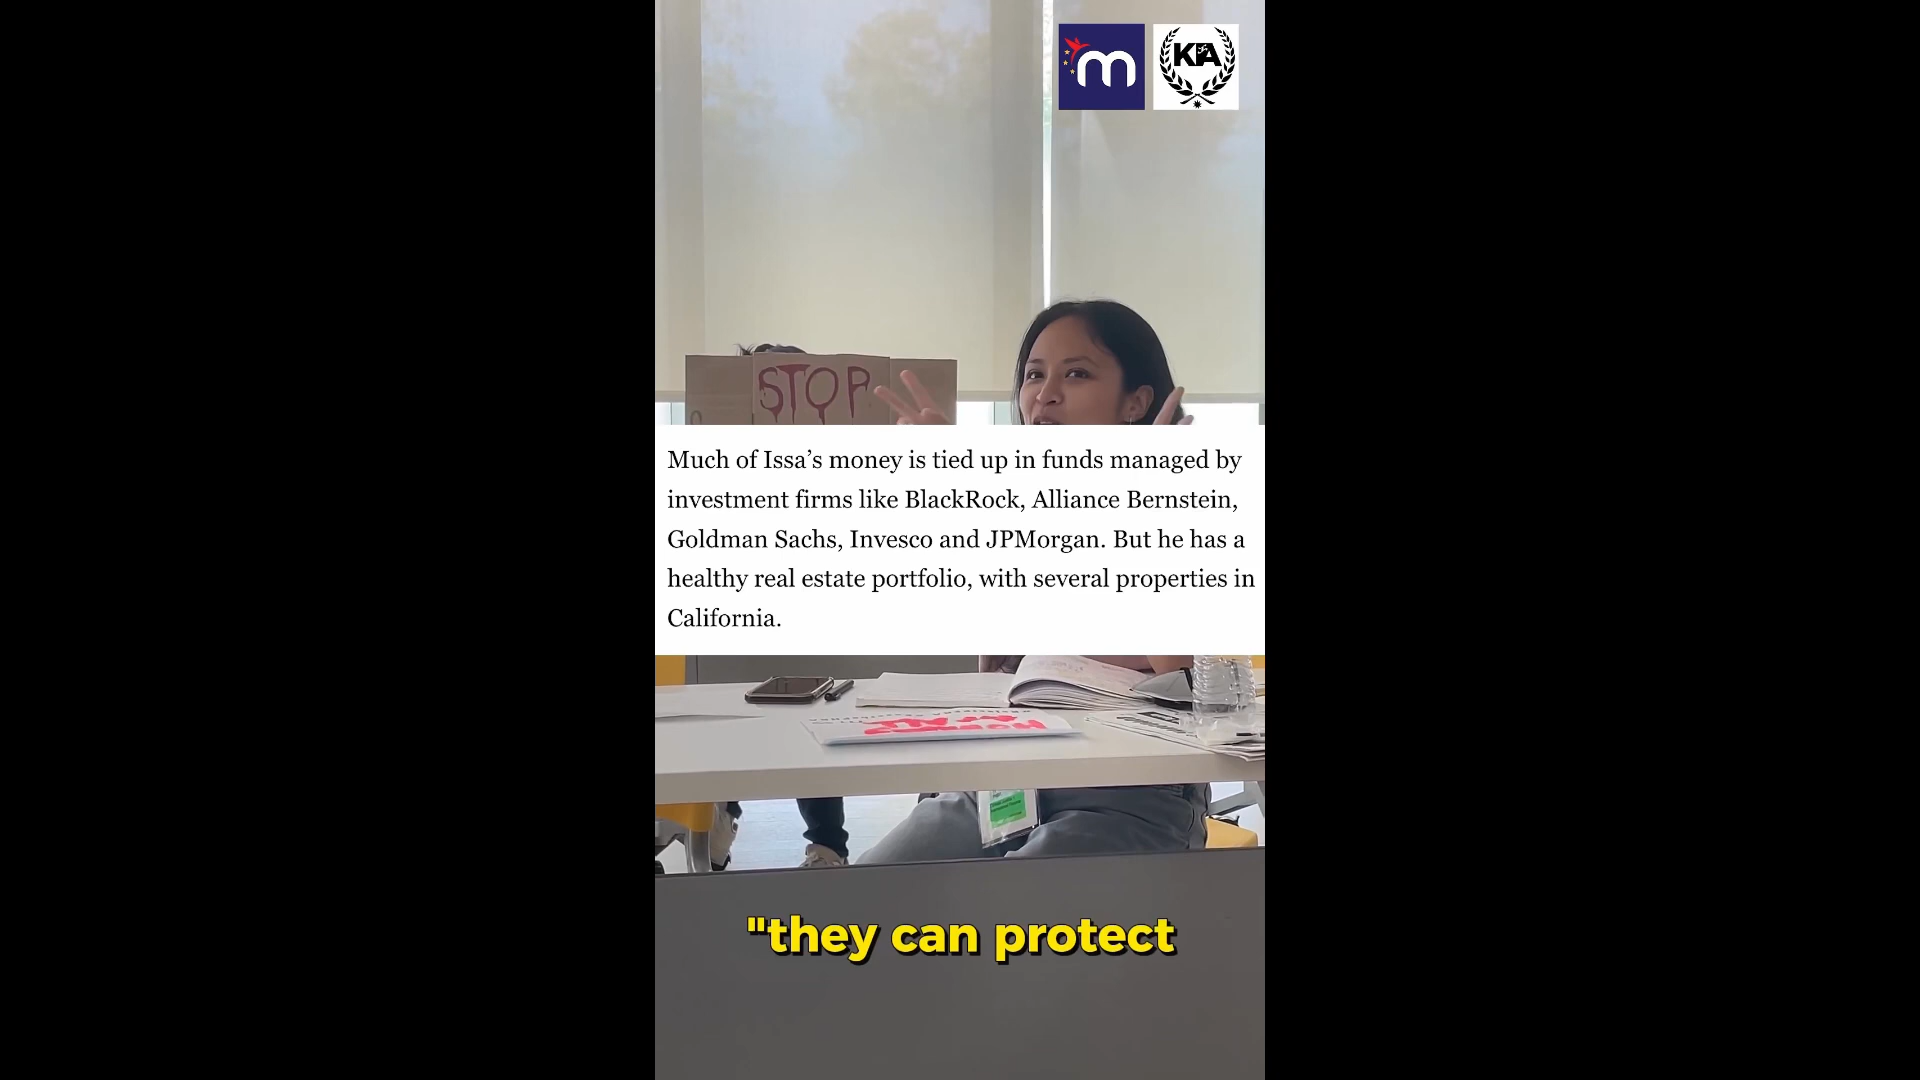 m
KA
STOP
Much of Issa’s money is tied up in funds managed by
investment firms like BlackRock, Alliance Bernstein,
Goldman Sachs, Invesco and JPMorgan. But he has a
healthy real estate portfolio, with several properties in
California.
"they can protect